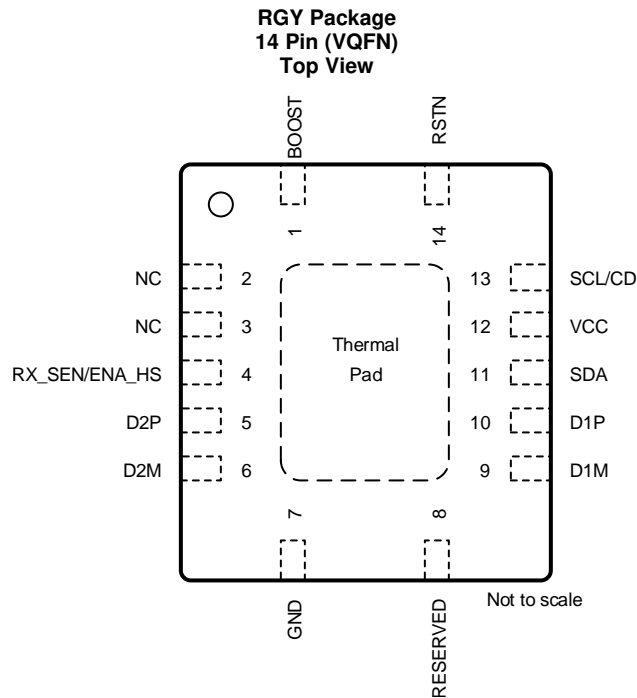 RGY Package
14 Pin (VQFN)
Top View
BOOST
RSTN
1
14
NC 2 13 SCL/CD
NC 3 12 VCC
RX_SEN/ENA_HS 4 11 SDA
D2P 5 10 D1P
D2M 6 9 D1M
Thermal
Pad
7
8
GND
RESERVED
Not to scale